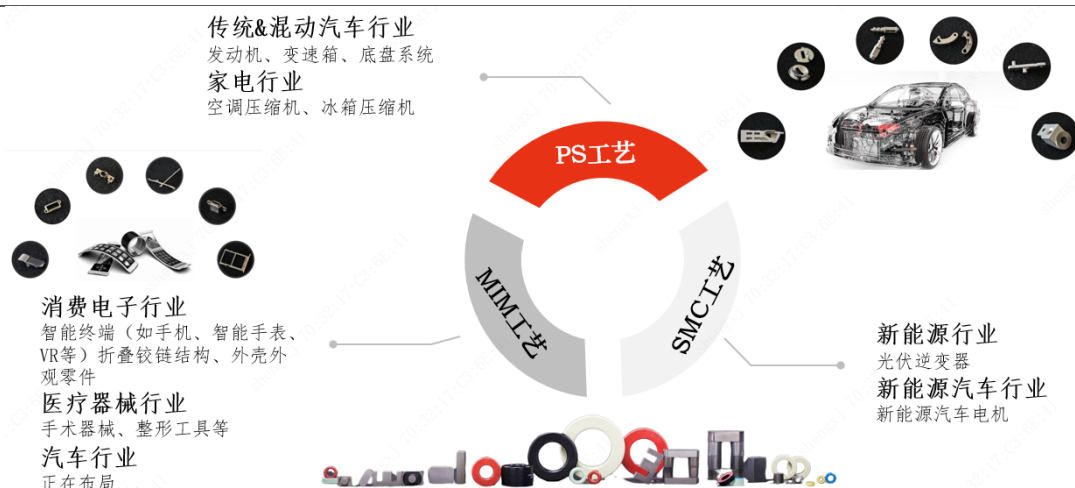 传统&混动汽车行业
发动机、变速箱、底盘系统
家电行业
空调压缩机、冰箱压缩机
PS工艺
MIM工艺
SMC工艺
消费电子行业
智能终端（如手机、智能手表、
VR等）折叠铰链结构、外壳外
观零件
医疗器械行业
手术器械、整形工具等
汽车行业
正在布局
新能源行业
光伏逆变器
新能源汽车行业
新能源汽车电机